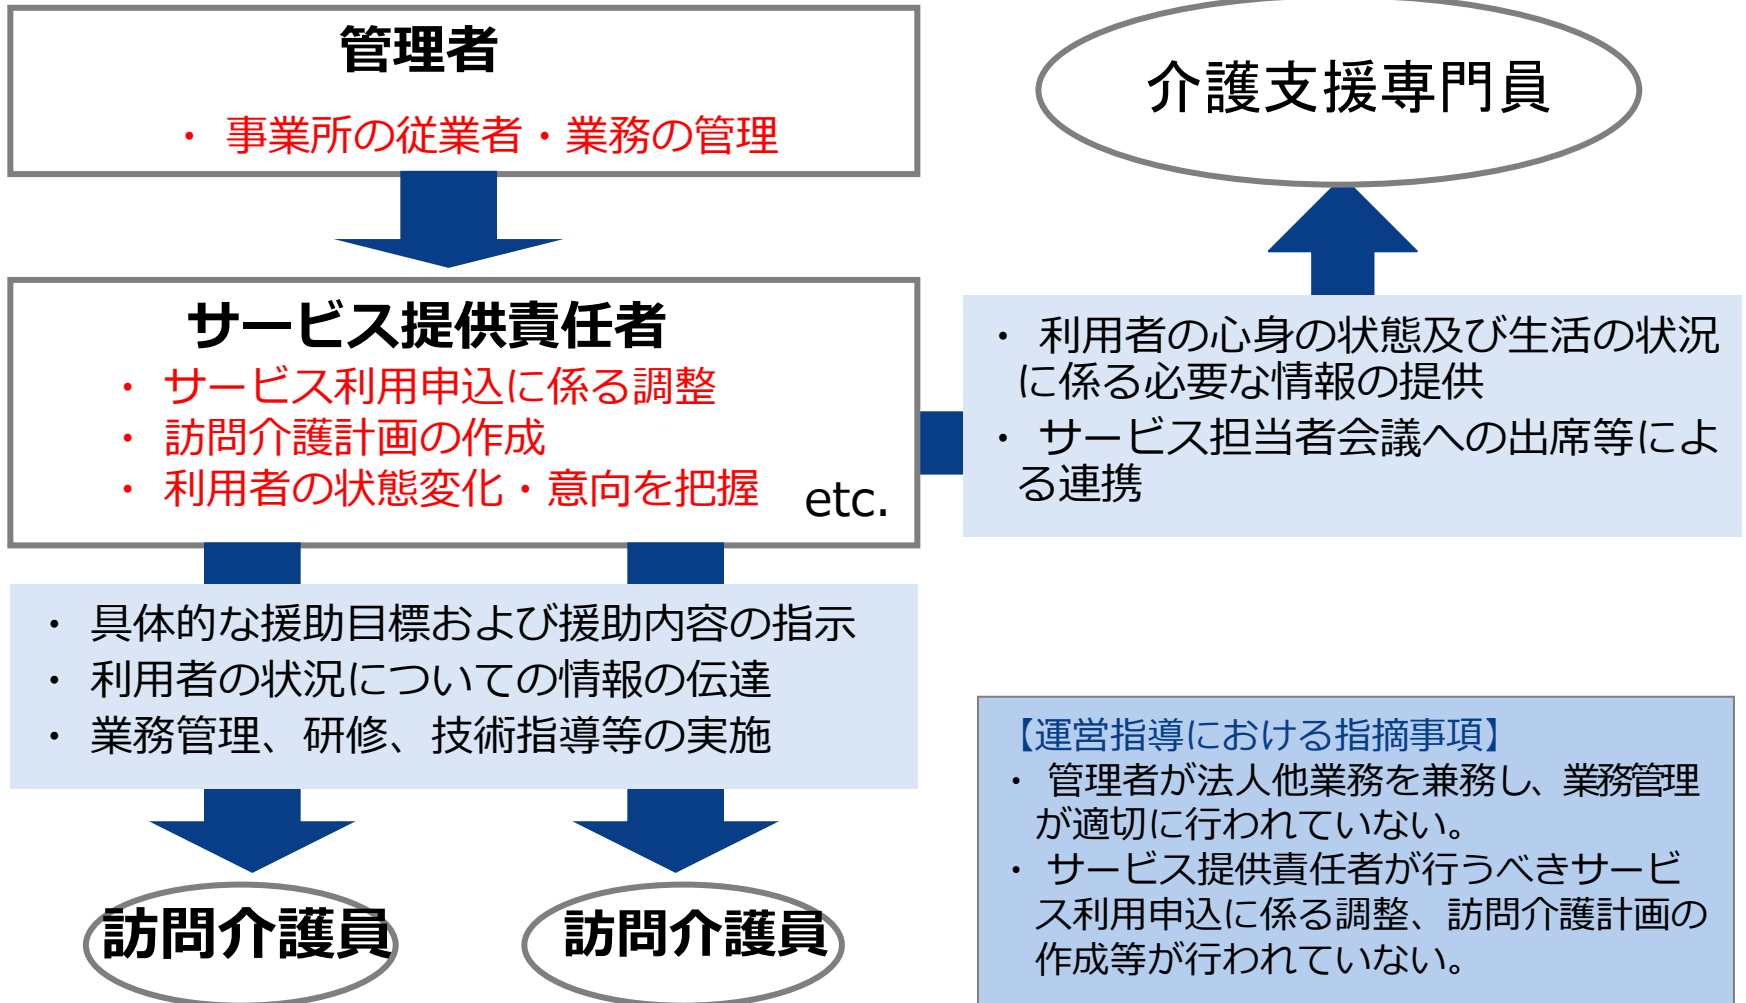 管理者
・ 事業所の従業者・業務の管理
介護支援専門員
サービス提供責任者
・ サービス利用申込に係る調整
・ 訪問介護計画の作成
・ 利用者の状態変化・意向を把握
etc.
・ 利用者の心身の状態及び生活の状況
に係る必要な情報の提供
・ サービス担当者会議への出席等によ
る連携
・ 具体的な援助目標および援助内容の指示
・ 利用者の状況についての情報の伝達
・ 業務管理、研修、技術指導等の実施
訪問介護員
訪問介護員
【運営指導における指摘事項】
・ 管理者が法人他業務を兼務し、業務管理
が適切に行われていない。
・ サービス提供責任者が行うべきサービ
ス利用申込に係る調整、訪問介護計画の
作成等が行われていない。